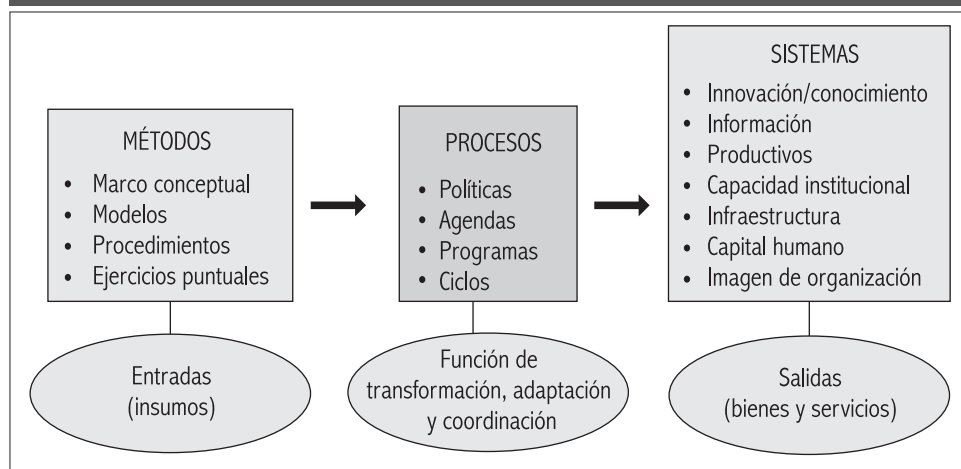 MÉTODOS
• Marco conceptual
• Modelos
• Procedimientos
• Ejercicios puntuales
Entradas
(insumos)
PROCESOS
• Políticas
• Agendas
• Programas
• Ciclos
Función de
transformación, adaptación
y coordinación
SISTEMAS
• Innovación/conocimiento
• Información
• Productivos
• Capacidad institucional
• Infraestructura
• Capital humano
• Imagen de organización
Salidas
(bienes y servicios)